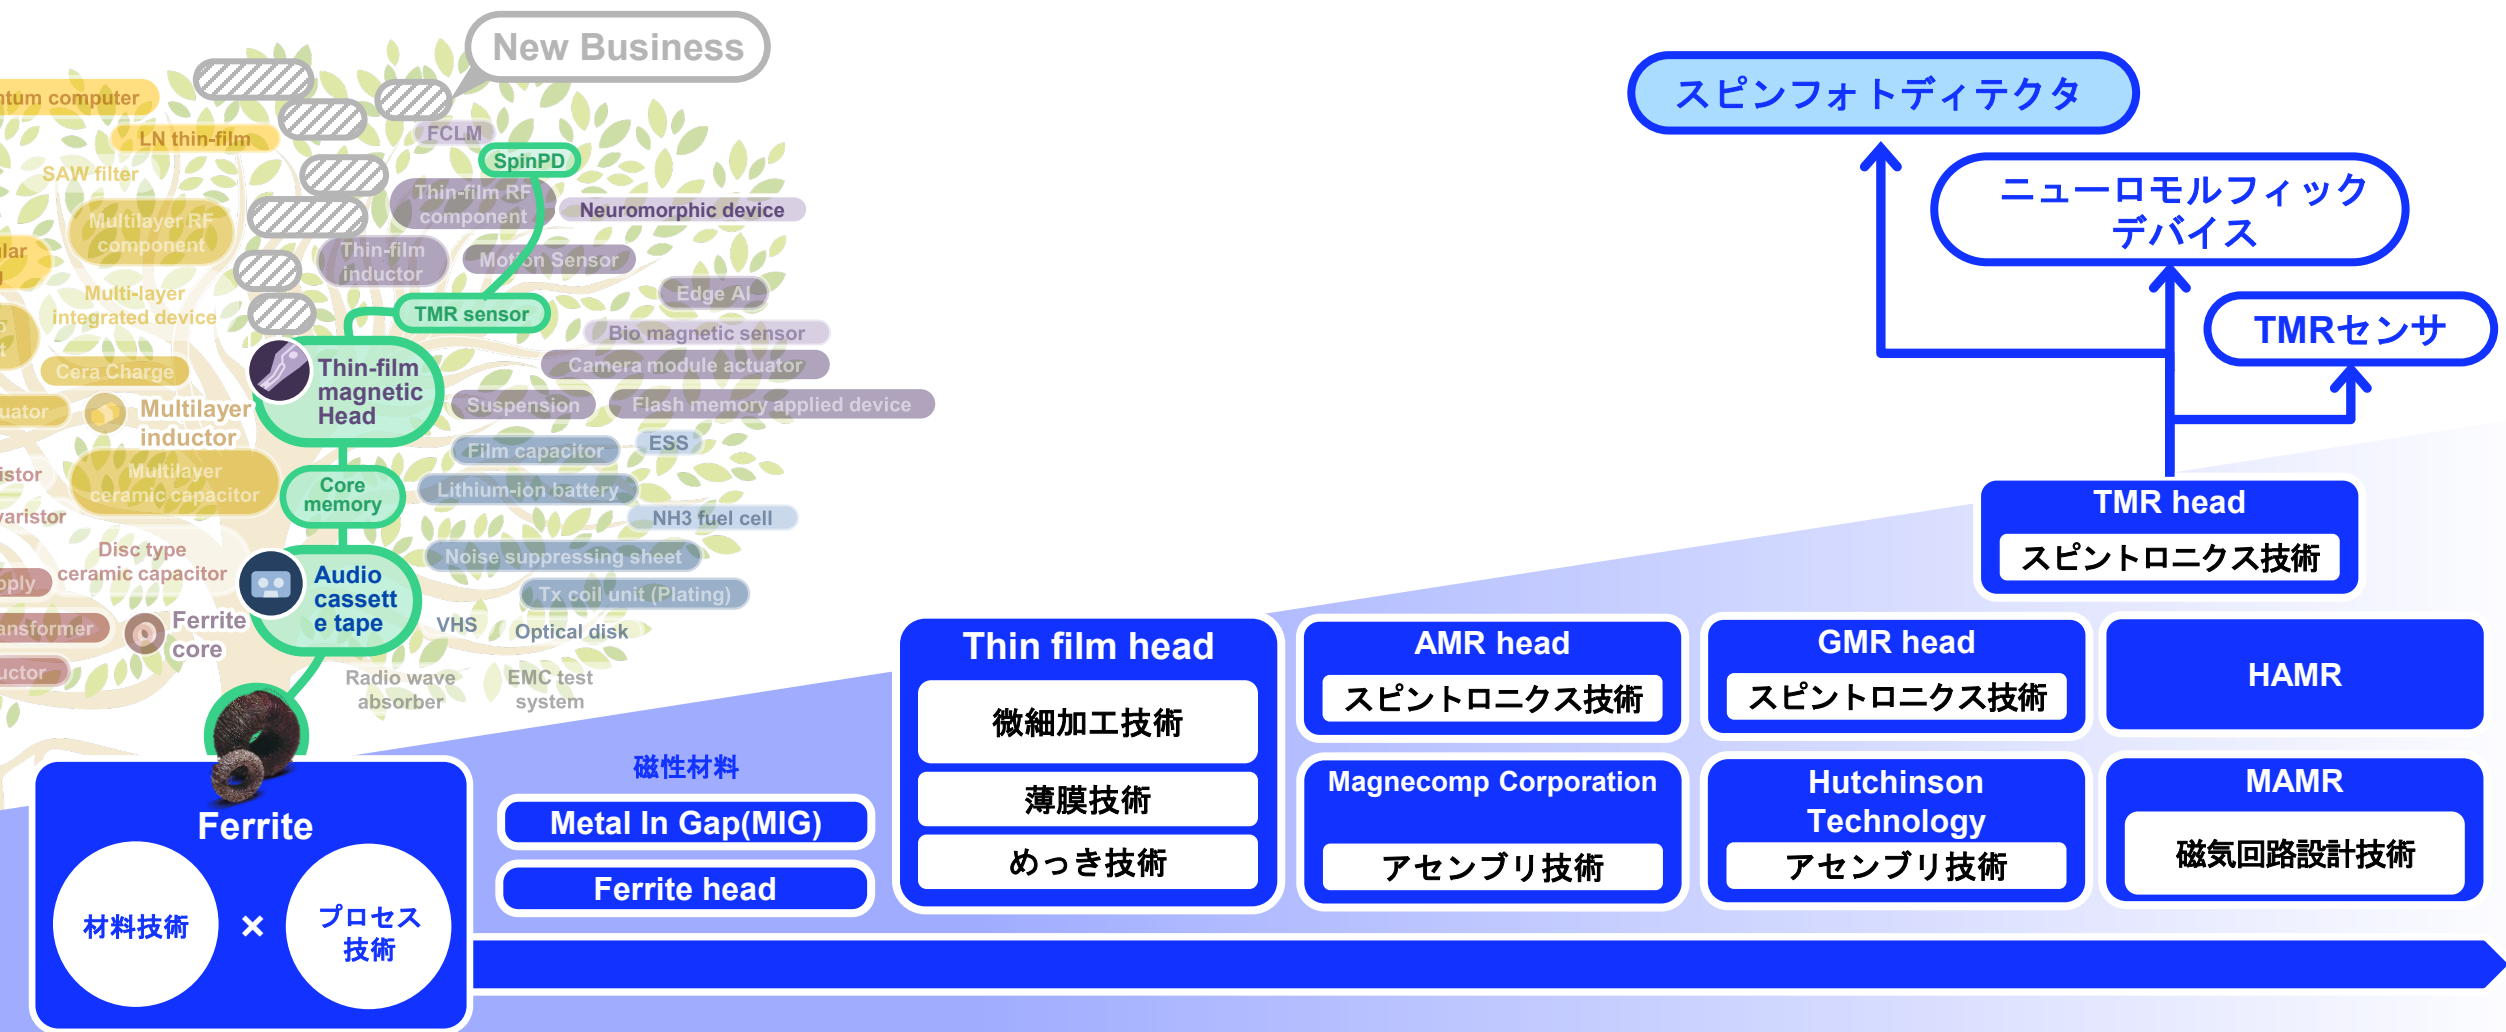 New Business
ntum computer
LN thin-film
FCLM
SpinPD
SAW filter
Thin-film RF
component
Neuromorphic device
Multilayer RF
component
Thin-film
inductor
Motion Sensor
Multi-layer
integrated device
Edge AI
TMR sensor
Bio magnetic sensor
Cera Charge
Thin-film
magnetic
Head
Camera module actuator
uator
Multilayer
inductor
Suspension
Flash memory applied device
Film capacitor
ESS
istor
Multilayer
ceramic capacitor
Core
memory
Lithium-ion battery
varistor
NH3 fuel cell
Disc type
ceramic capacitor
Noise suppressing sheet
pply
Audio
cassett
e tape
Tx coil unit (Plating)
ansformer
Ferrite
core
VHS
Optical disk
uctor
Radio wave
absorber
EMC test
system
スピンフォトディテクタ
ニューロモルフィック
デバイス
TMRセンサ
TMR head
スピントロニクス技術
Ferrite
材料技術
×
プロセス
技術
磁性材料
Metal In Gap(MIG)
Ferrite head
Thin film head
微細加工技術
薄膜技術
めっき技術
AMR head
スピントロニクス技術
Magnecomp Corporation
アセンブリ技術
GMR head
スピントロニクス技術
Hutchinson
Technology
アセンブリ技術
HAMR
MAMR
磁気回路設計技術